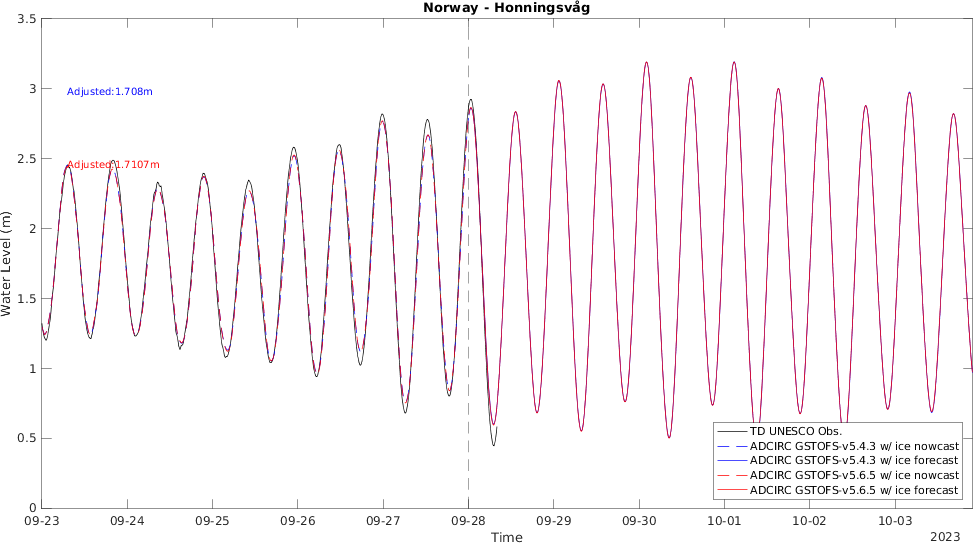 Norway - Honningsvåg
3.5
3
2.5
2
1.5
1
0.5
0
Water Level (m)
Adjusted:1.708m
Adjusted:1.7107m
TD UNESCO Obs.
ADCIRC GSTOFS-v5.4.3 w/ ice nowcast
ADCIRC GSTOFS-v5.4.3 w/ ice forecast
ADCIRC GSTOFS-v5.6.5 w/ ice nowcast
ADCIRC GSTOFS-v5.6.5 w/ ice forecast
09-23 09-24 09-25 09-26 09-27 09-28 09-29 09-30 10-01 10-02 10-03
Time
2023